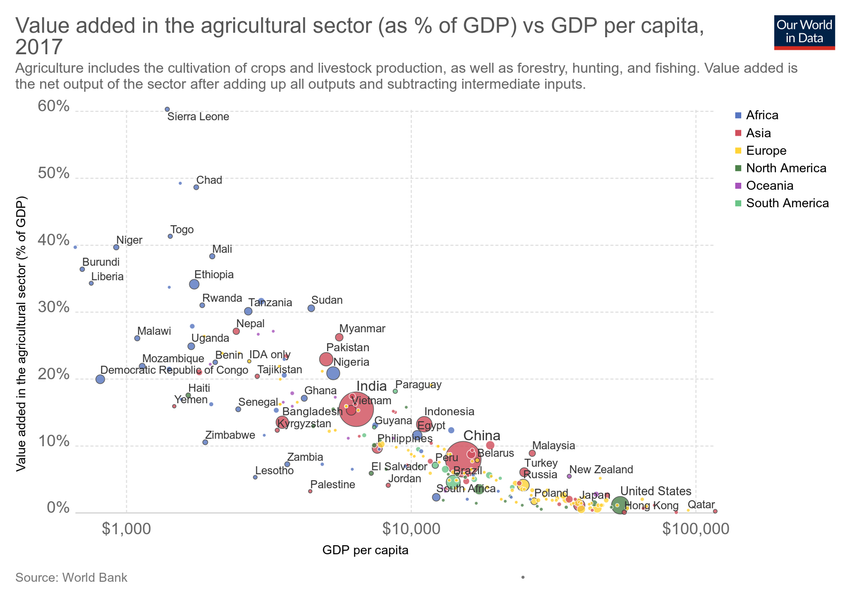 Value added in the agricultural sector (as % of GDP) vs GDP per capita,
2017
Our World
in Data
Agriculture includes the cultivation of crops and livestock production, as well as forestry, hunting, and fishing. Value added is
the net output of the sector after adding up all outputs and subtracting intermediate inputs.
60%
Sierra Leone
Africa
Asia
Europe
North America
Oceania
South America
50%
Chad
Togo
40%
Niger
Mali
Burundi
Liberia
Ethiopia
30%
Rwanda
Tanzania
Sudan
Malawi
Uganda
Nepal
Myanmar
Mozambique
Benin
IDA only
Pakistan
Nigeria
Democratic Republic of Congo
Tajikistan
20%
Haiti
Yemen
Senegal
Ghana
India
Vietnam
Paraguay
Bangladesh
Kyrgyzstan
Guyana
Indonesia
Egypt
Zimbabwe
Philippines
China
10%
Zambia
Lesotho
El Salvador
Peru
Belarus
Malaysia
Palestine
Jordan
Brazil
Turkey
Russia
New Zealand
South Africa
Poland
Japan
United States
Hong Kong
Qatar
0%
Value added in the agricultural sector (% of GDP)
$1,000
$10,000
$100,000
GDP per capita
Source: World Bank